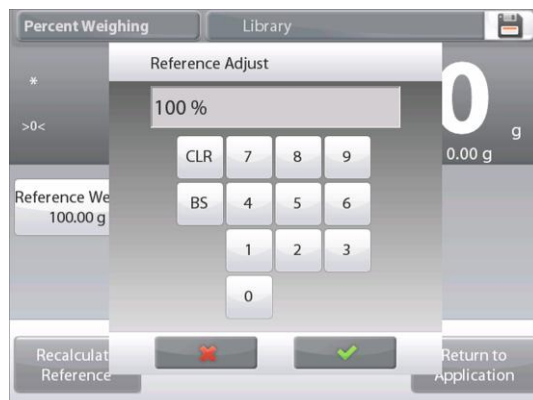 Percent Weighing
Library
Reference Adjust
*
100 %
>0<
0
g
0.00 g
CLR 7 8 9
Reference We
100.00 g
BS 4 5 6
1 2 3
0
Recalculat
Reference
Return to
Application